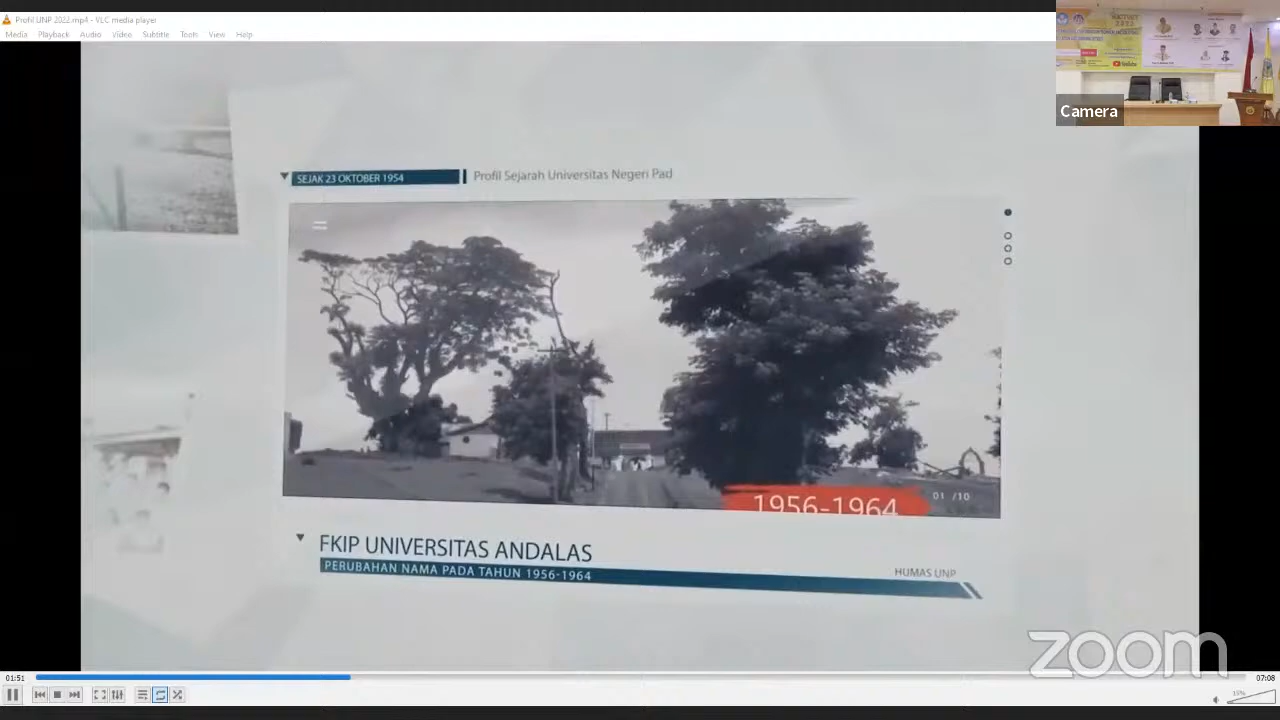 Profil UNP 2022.mp4 - VLC media player
Media Playback Audio Video Subtitle Tools View Help
Camera
YouTube
SEJAK 23 OKTOBER 1954
Profil Sejarah Universitas Negeri Pad
1956-1964
01 /10
FKIP UNIVERSITAS ANDALAS
PERUBAHAN NAMA PADA TAHUN 1956-1964
HUMAS UNP
zoom
01:51
07:08
15%